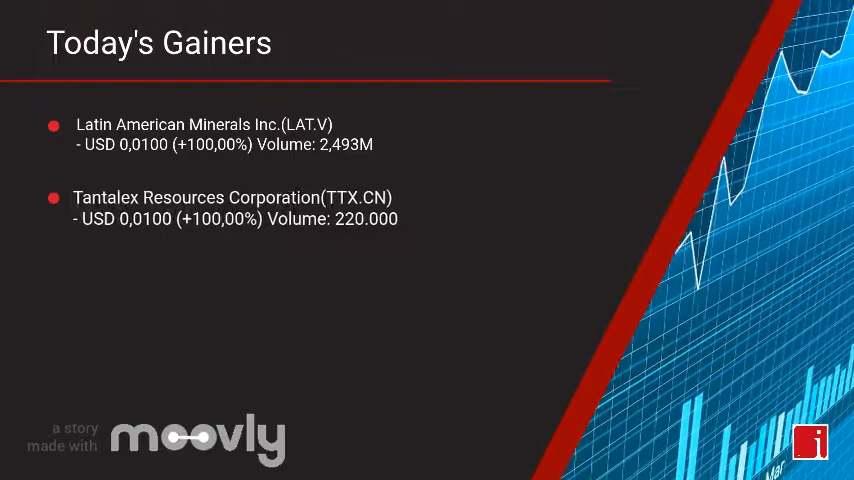 Today's Gainers
Latin American Minerals Inc.(LAT.V)
- USD 0,0100 (+100,00%) Volume: 2,493M
Tantalex Resources Corporation(TTX.CN)
- USD 0,0100 (+100,00%) Volume: 220.000
a story
made with
moovly
Mar
i